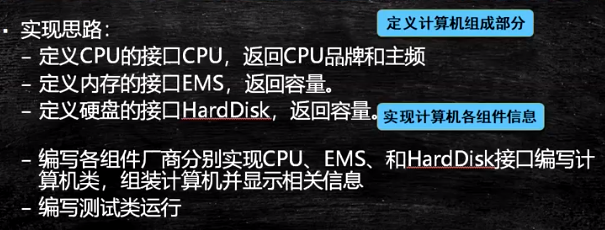 ▪ 实现思路：
定义计算机组成部分
– 定义CPU的接口CPU，返回CPU品牌和主频
– 定义内存的接口EMS，返回容量。
– 定义硬盘的接口HardDisk，返回容量。
实现计算机各组件信息
– 编写各组件厂商分别实现CPU、EMS、和HardDisk接口编写计
算机类，组装计算机并显示相关信息
– 编写测试类运行